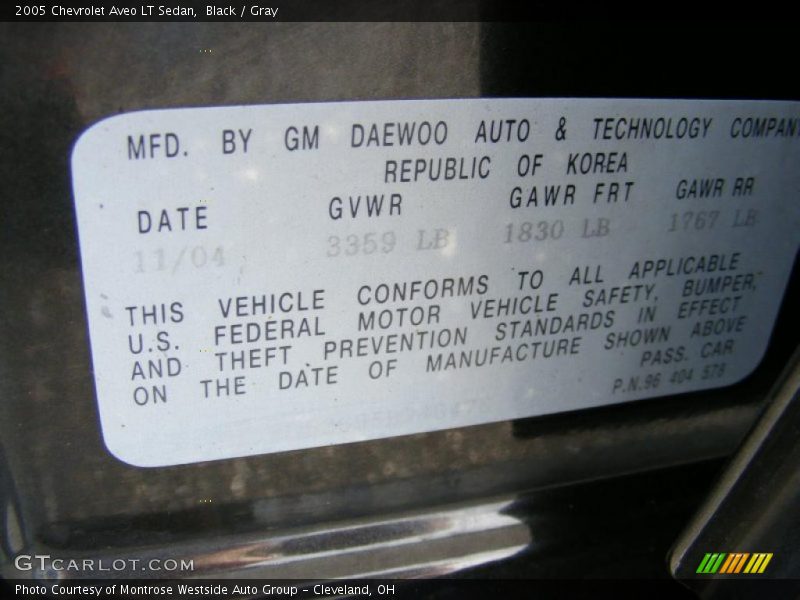 2005 Chevrolet Aveo LT Sedan, Black / Gray
MFD. BY GM DAEWOO AUTO & TECHNOLOGY COMPANY
REPUBLIC OF KOREA
DATE GVWR GAWR FRT GAWR RR
11/04 3359 LB 1830 LB 1767 LB
THIS VEHICLE CONFORMS TO ALL APPLICABLE
U.S. FEDERAL MOTOR VEHICLE SAFETY, BUMPER,
AND THEFT PREVENTION STANDARDS IN EFFECT
ON THE DATE OF MANUFACTURE SHOWN ABOVE
PASS. CAR
P.N.96 404 578
GTCARLOT.COM
Photo Courtesy of Montrose Westside Auto Group - Cleveland, OH